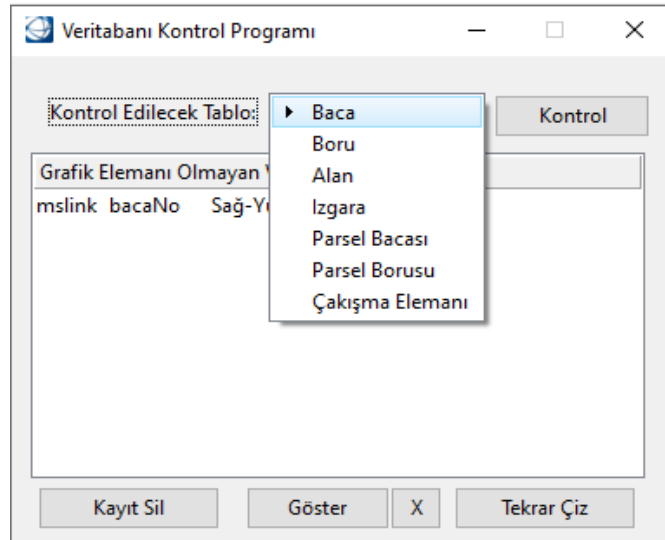 Veritabanı Kontrol Programı
Kontrol Edilecek Tablo:
Baca
Kontrol
Boru
Alan
Izgara
Parsel Bacası
Parsel Borusu
Çakışma Elemanı
Grafik Elemanı Olmayan
mslink bacaNo Sağ-Y
Kayıt Sil
Göster
X
Tekrar Çiz